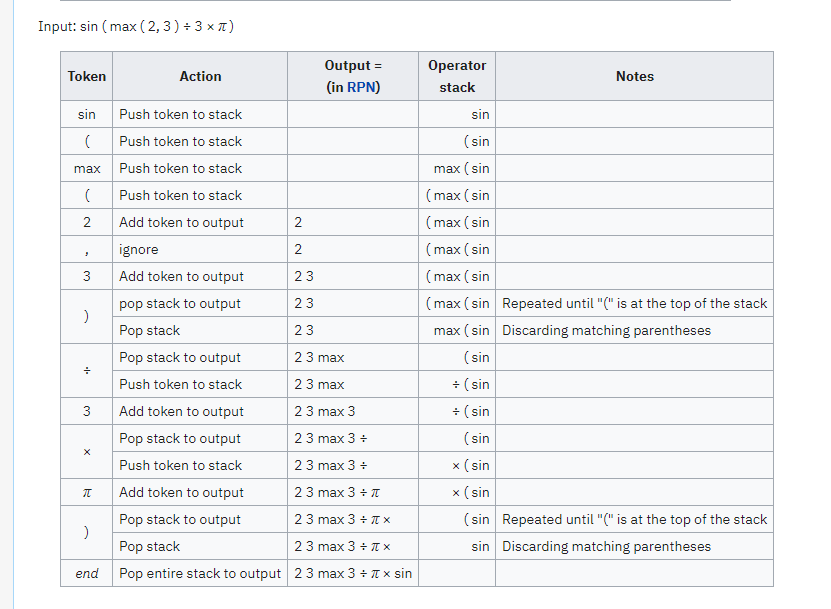 Input: sin ( max ( 2, 3 ) ÷ 3 × π )
Token Action Output = (in RPN) Operator stack Notes
sin Push token to stack sin
( Push token to stack ( sin
max Push token to stack max ( sin
( Push token to stack ( max ( sin
2 Add token to output 2 ( max ( sin
, ignore 2 ( max ( sin
3 Add token to output 2 3 ( max ( sin
) pop stack to output 2 3 ( max ( sin Repeated until "(" is at the top of the stack
Pop stack 2 3 max ( sin Discarding matching parentheses
÷ Pop stack to output 2 3 max ( sin
Push token to stack 2 3 max ÷ ( sin
3 Add token to output 2 3 max 3 ÷ ( sin
× Pop stack to output 2 3 max 3 ÷ ( sin
Push token to stack 2 3 max 3 ÷ × ( sin
π Add token to output 2 3 max 3 ÷ π × ( sin
) Pop stack to output 2 3 max 3 ÷ π × ( sin Repeated until "(" is at the top of the stack
Pop stack 2 3 max 3 ÷ π × sin Discarding matching parentheses
end Pop entire stack to output 2 3 max 3 ÷ π × sin